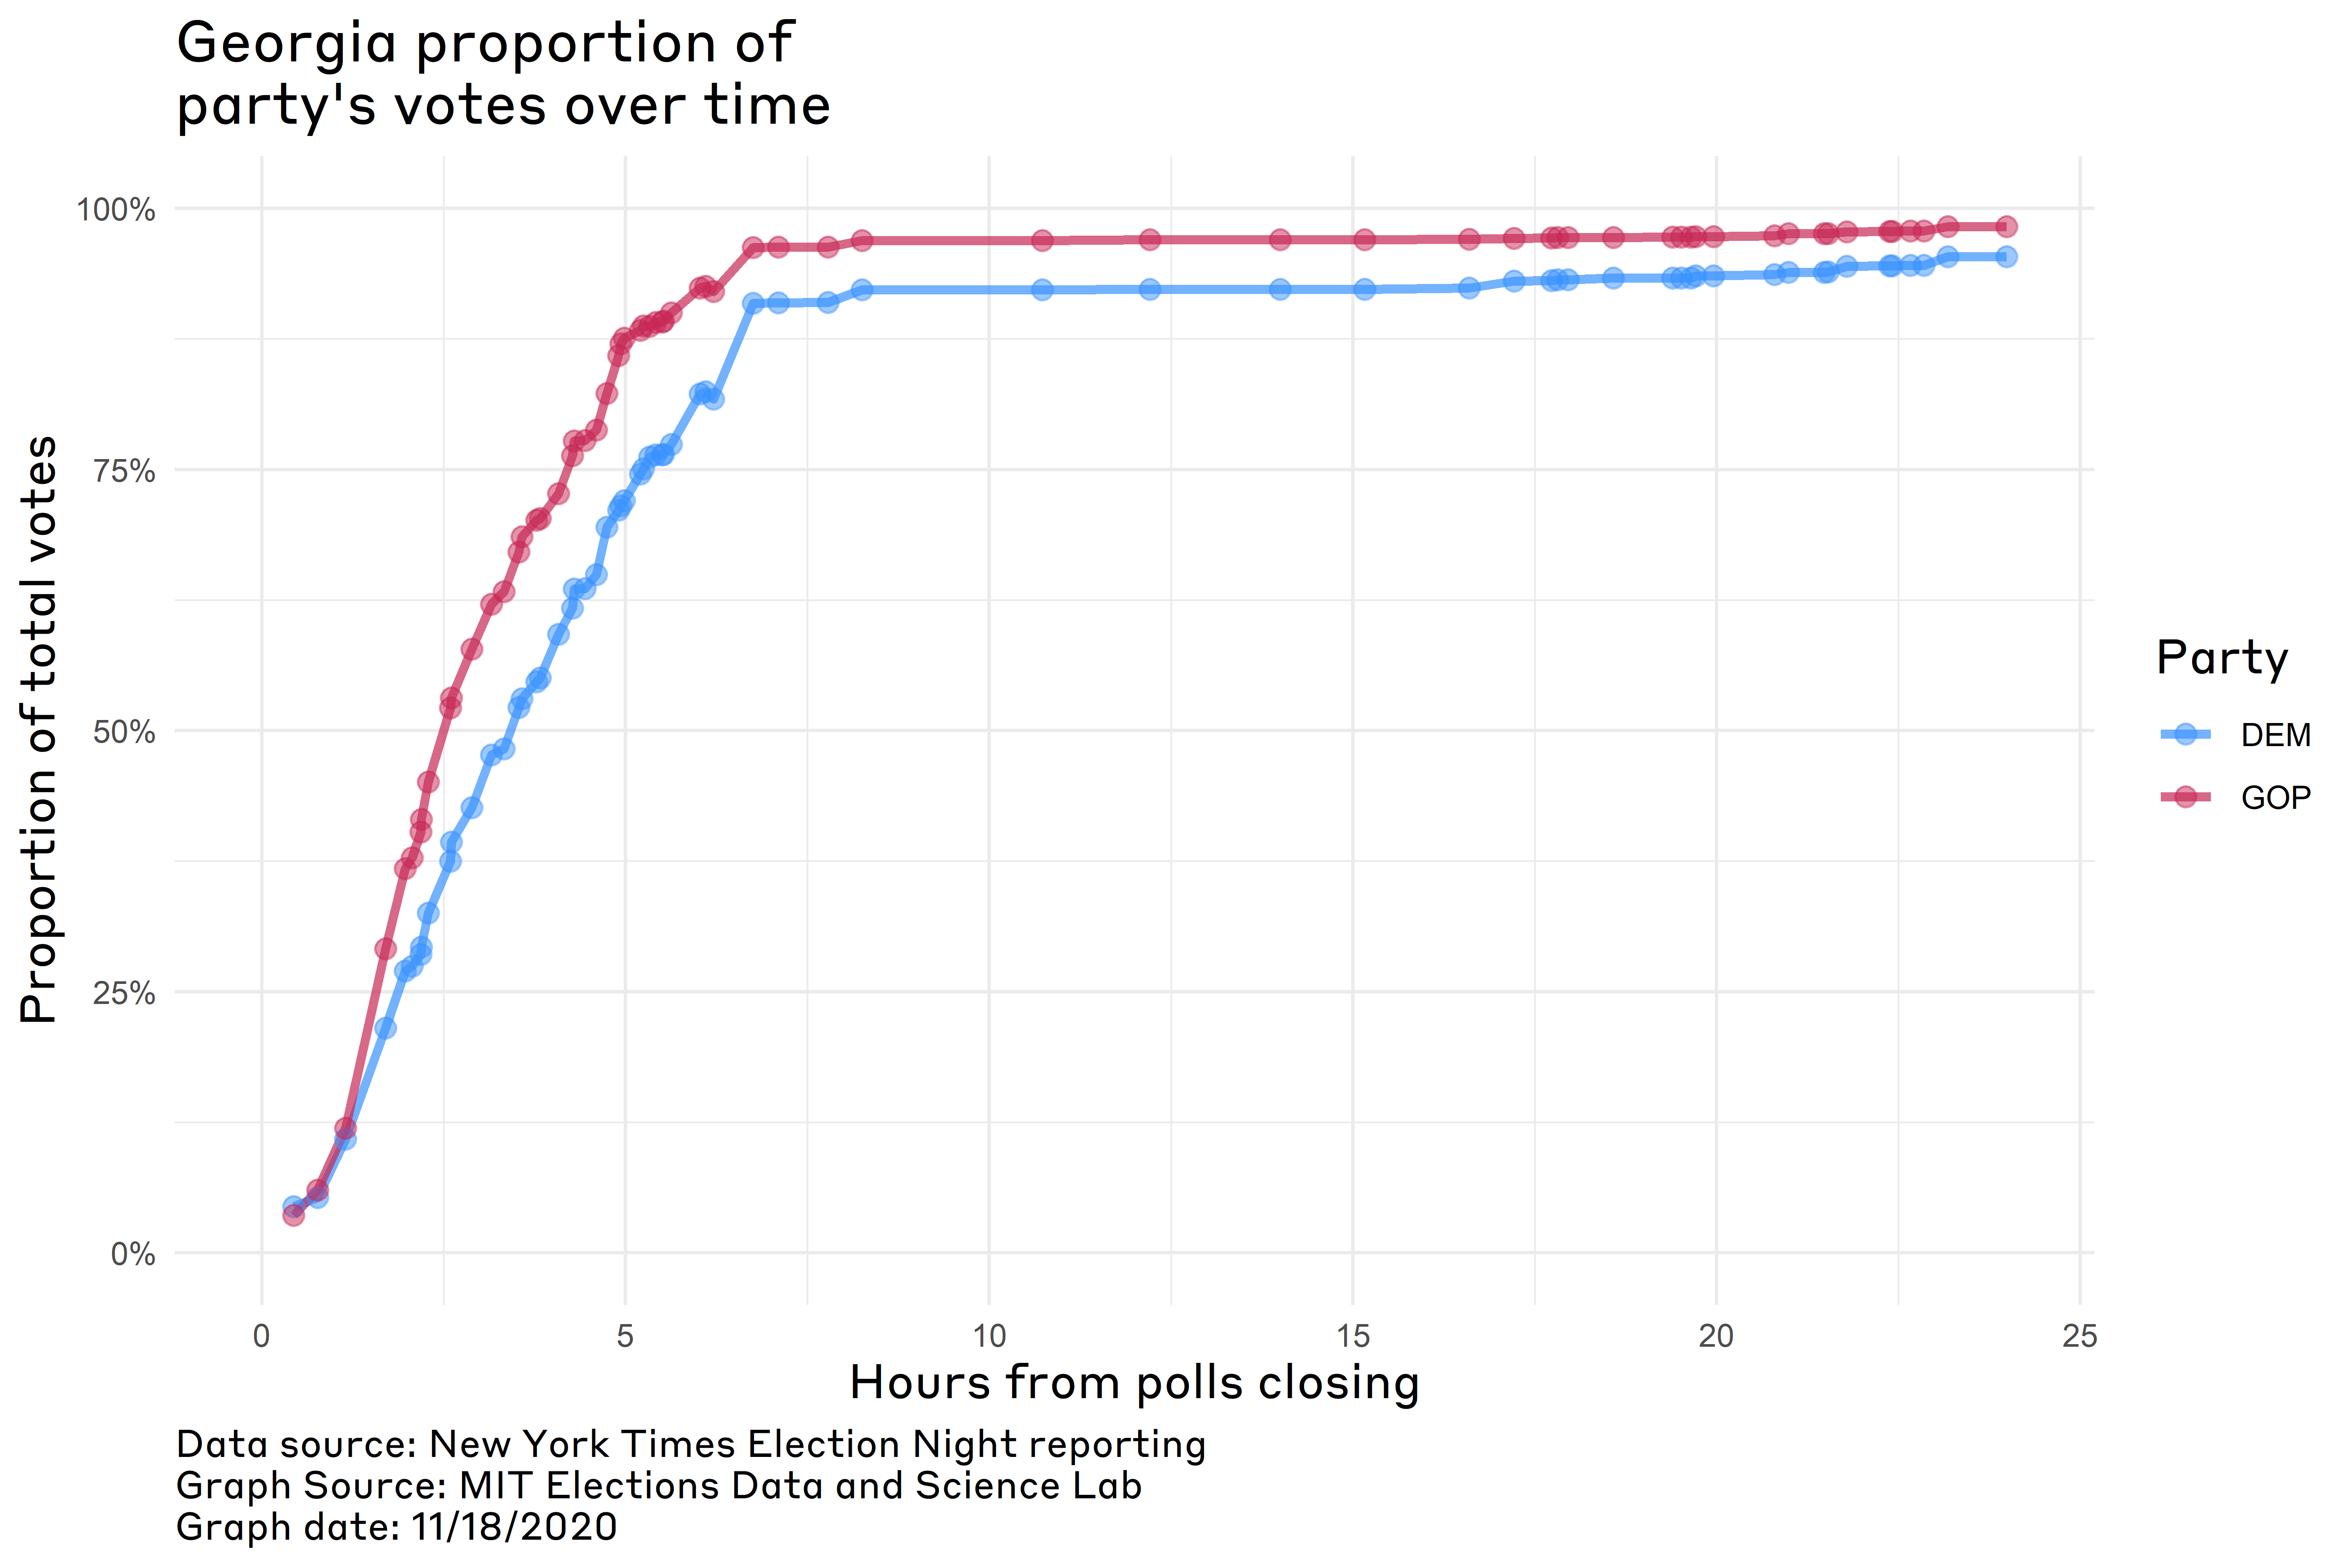 Georgia proportion of
party's votes over time
Proportion of total votes
100%
75%
50%
25%
0%
0 5 10 15 20 25
Hours from polls closing
Party
DEM
GOP
Data source: New York Times Election Night reporting
Graph Source: MIT Elections Data and Science Lab
Graph date: 11/18/2020